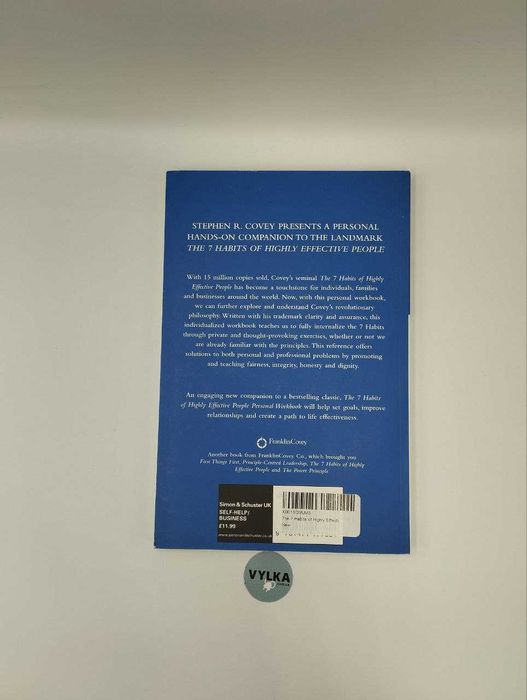 STEPHEN R. COVEY PRESENTS A PERSONAL
HANDS-ON COMPANION TO THE LANDMARK
THE 7 HABITS OF HIGHLY EFFECTIVE PEOPLE
With 15 million copies sold, Covey's seminal The 7 Habits of Highly
Effective People has become a touchstone for individuals, families
and businesses around the world. Now, with this personal workbook,
we can further explore and understand Covey's revolutionary
philosophy. Written with his trademark clarity and assurance, this
individualized workbook teaches us to fully internalize the 7 Habits
through private and thought-provoking exercises, whether or not we
are already familiar with the principles. This reference offers
solutions to both personal and professional problems by promoting
and teaching fairness, integrity, honesty and dignity.
An engaging new companion to a bestselling classic, The 7 Habits
of Highly Effective People Personal Workbook will help set goals, improve
relationships and create a path to life effectiveness.
FranklinCovey
Another book from FranklinCovey Co., which brought you
First Things First, Principle-Centred Leadership, The 7 Habits of Highly
Effective People and The Power Principle
Simon & Schuster UK
SELF-HELP/
BUSINESS
£11.99
The 7 Habits of Highly Effecti
New
VYLKA